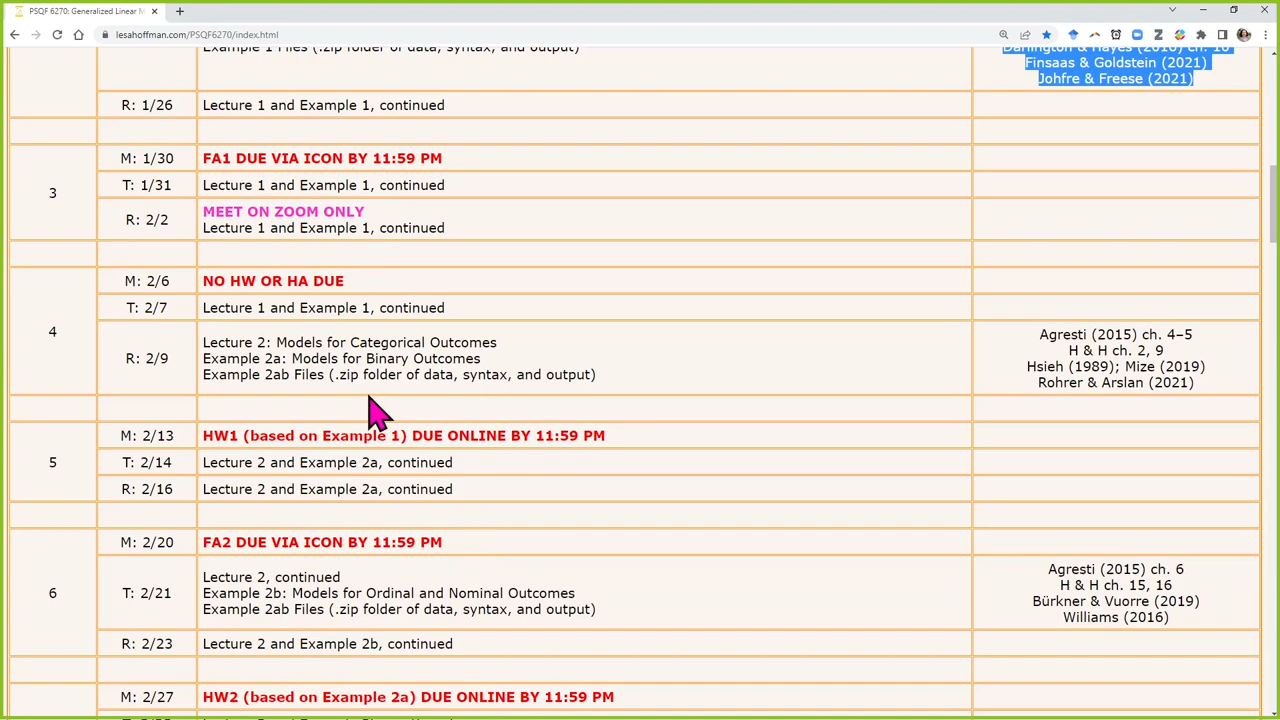 PSQF 6270: Generalized Linear M
lesahoffman.com/PSQF6270/index.html
Example 1 Files (.zip folder of data, syntax, and output)
Darlington & Hayes (2016) ch. 18
Finsaas & Goldstein (2021)
Johfre & Freese (2021)
R: 1/26 Lecture 1 and Example 1, continued
3
M: 1/30 FA1 DUE VIA ICON BY 11:59 PM
T: 1/31 Lecture 1 and Example 1, continued
R: 2/2
MEET ON ZOOM ONLY
Lecture 1 and Example 1, continued
4
M: 2/6 NO HW OR HA DUE
T: 2/7 Lecture 1 and Example 1, continued
R: 2/9
Lecture 2: Models for Categorical Outcomes
Example 2a: Models for Binary Outcomes
Example 2ab Files (.zip folder of data, syntax, and output)
Agresti (2015) ch. 4–5
H & H ch. 2, 9
Hsieh (1989); Mize (2019)
Rohrer & Arslan (2021)
5
M: 2/13 HW1 (based on Example 1) DUE ONLINE BY 11:59 PM
T: 2/14 Lecture 2 and Example 2a, continued
R: 2/16 Lecture 2 and Example 2a, continued
6
M: 2/20 FA2 DUE VIA ICON BY 11:59 PM
T: 2/21
Lecture 2, continued
Example 2b: Models for Ordinal and Nominal Outcomes
Example 2ab Files (.zip folder of data, syntax, and output)
Agresti (2015) ch. 6
H & H ch. 15, 16
Bürkner & Vuorre (2019)
Williams (2016)
R: 2/23 Lecture 2 and Example 2b, continued
M: 2/27 HW2 (based on Example 2a) DUE ONLINE BY 11:59 PM